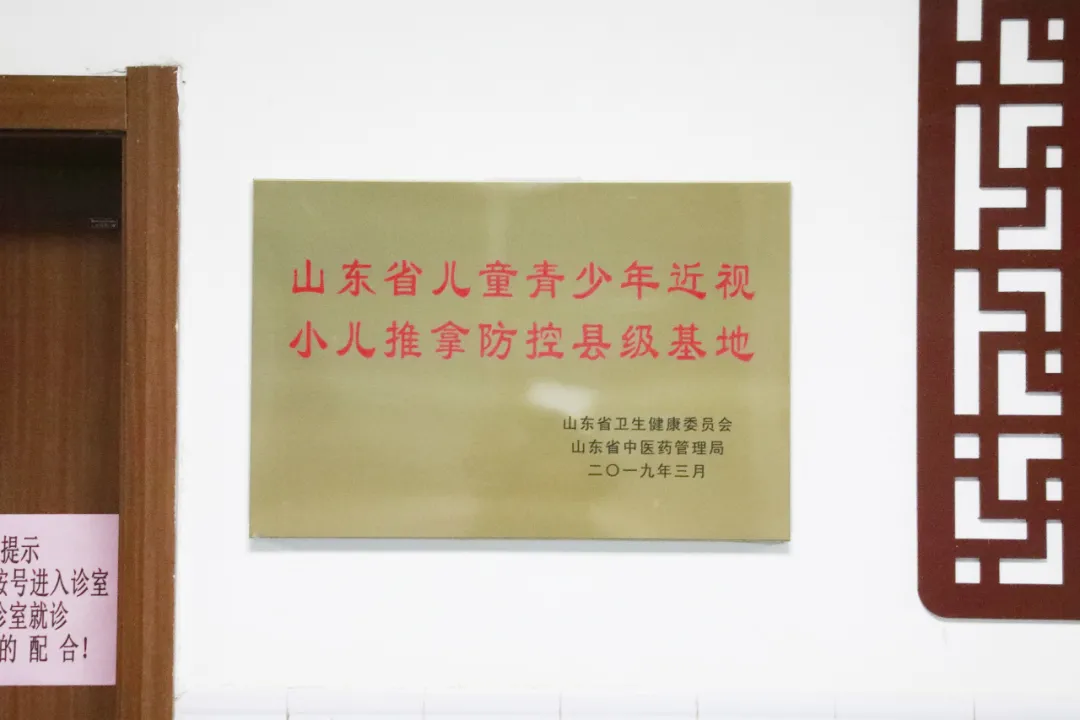 山东省儿童青少年近视
小儿推拿防控县级基地
山东省卫生健康委员会
山东省中医药管理局
二〇一九年三月
提示
按号进入诊室
诊室就诊
的 配 合!